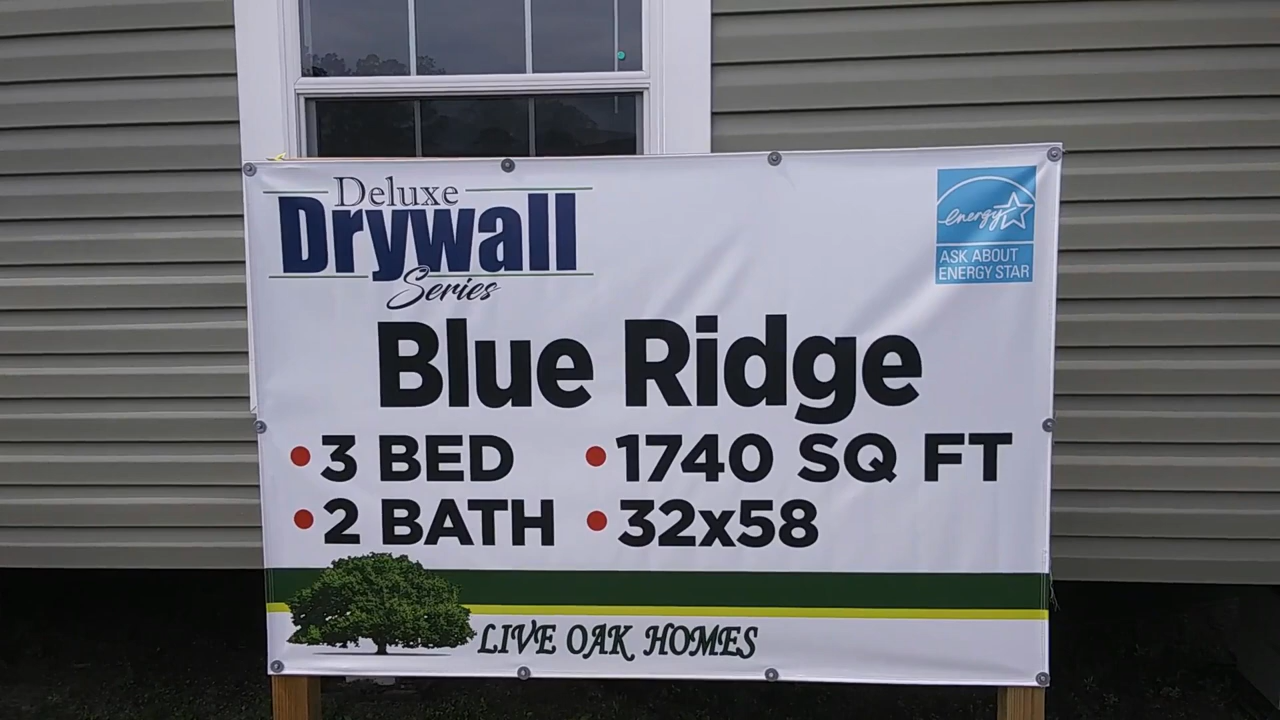 Deluxe
Drywall
Series
energy
ASK ABOUT
ENERGY STAR
Blue Ridge
• 3 BED
• 1740 SQ FT
• 2 BATH
• 32x58
LIVE OAK HOMES